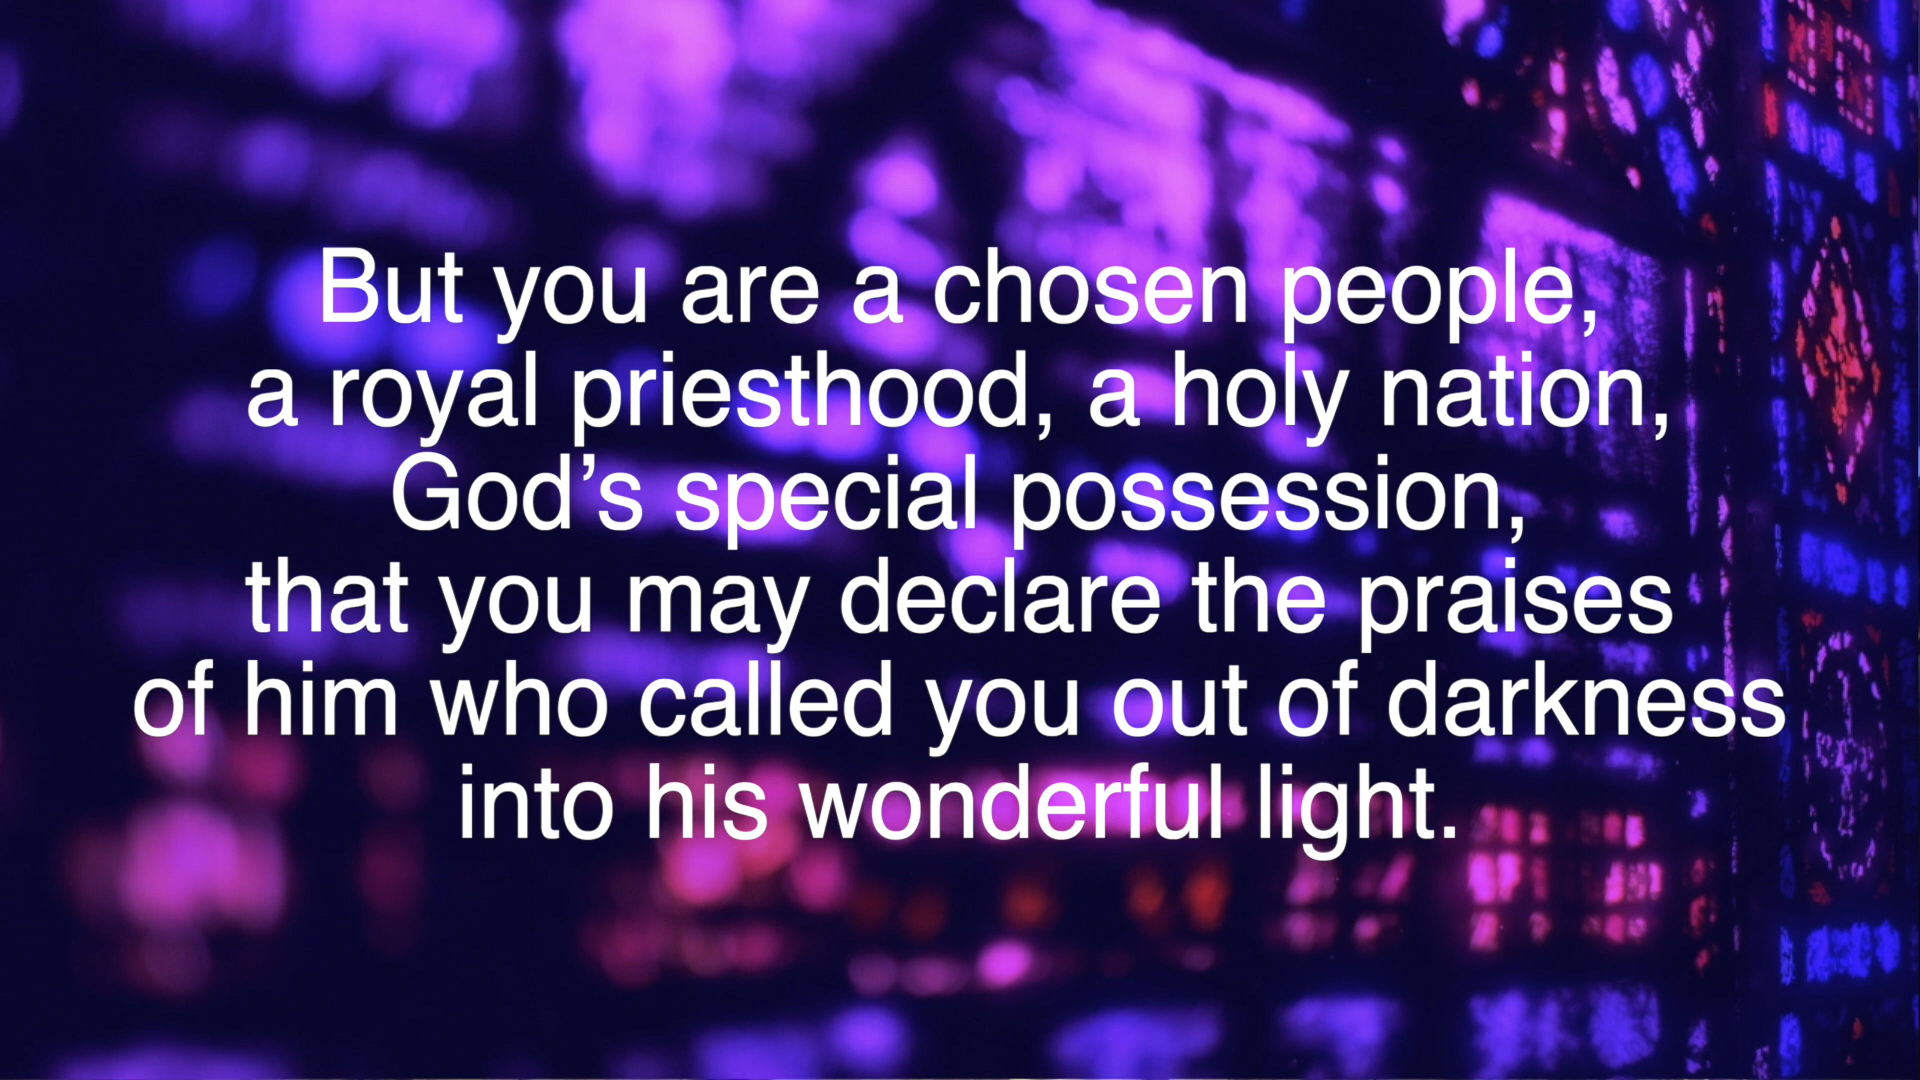 But you are a chosen people,
a royal priesthood, a holy nation,
God’s special possession,
that you may declare the praises
of him who called you out of darkness
into his wonderful light.